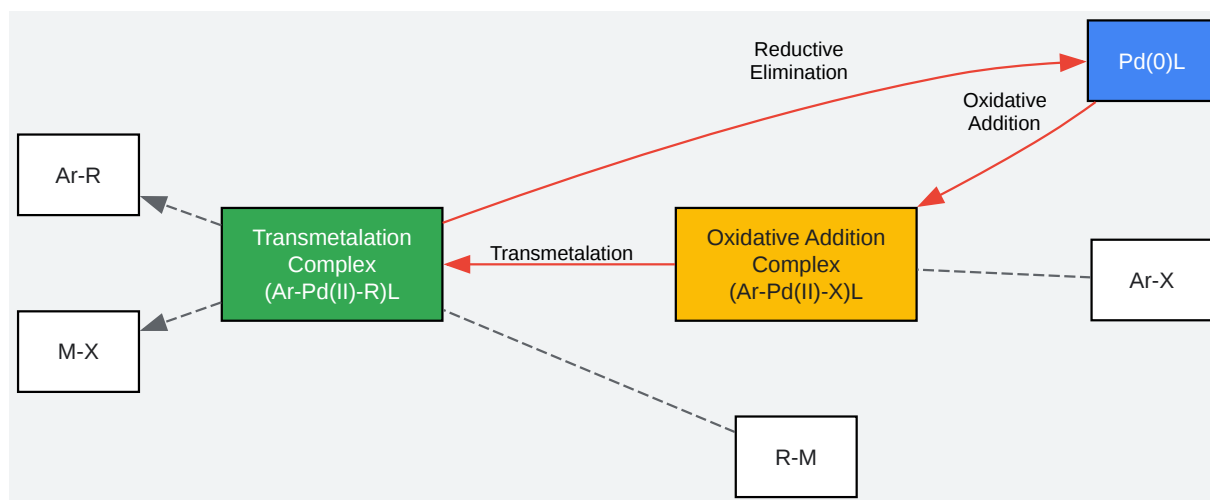 Reductive
Elimination
Pd(0)L
Oxidative
Addition
Ar-R
Transmetalation
Complex
(Ar-Pd(II)-R)L
Transmetalation
Oxidative Addition
Complex
(Ar-Pd(II)-X)L
Ar-X
M-X
R-M